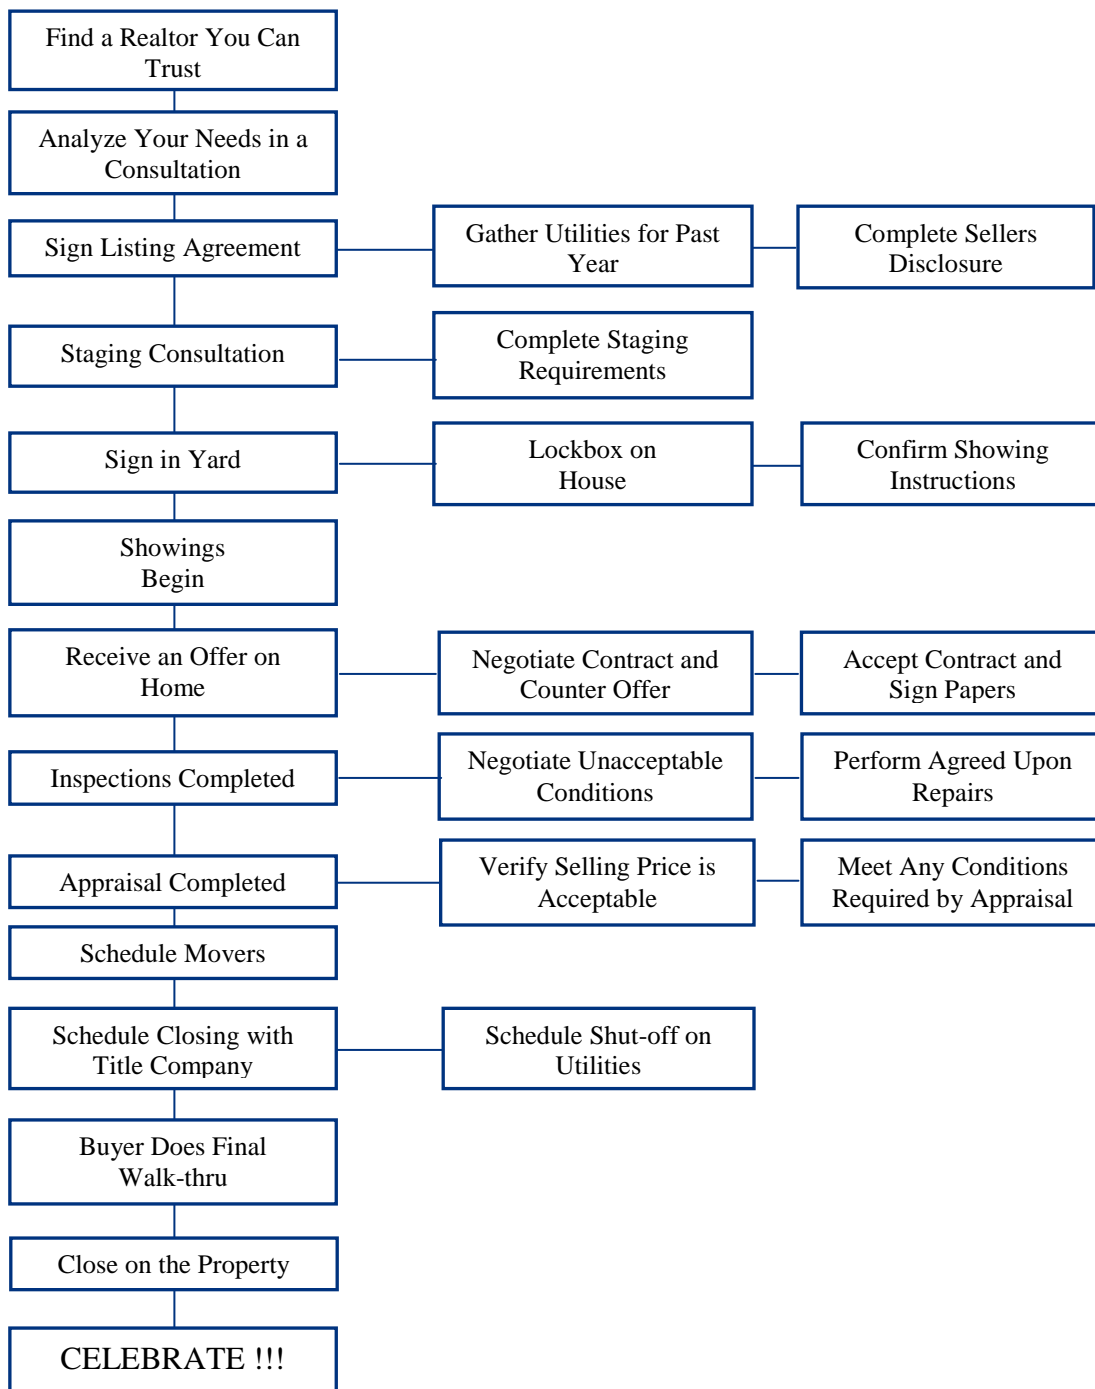 Find a Realtor You Can
Trust
Analyze Your Needs in a
Consultation
Sign Listing Agreement
Gather Utilities for Past
Year
Complete Sellers
Disclosure
Staging Consultation
Complete Staging
Requirements
Sign in Yard
Lockbox on
House
Confirm Showing
Instructions
Showings
Begin
Receive an Offer on
Home
Negotiate Contract and
Counter Offer
Accept Contract and
Sign Papers
Inspections Completed
Negotiate Unacceptable
Conditions
Perform Agreed Upon
Repairs
Appraisal Completed
Verify Selling Price is
Acceptable
Meet Any Conditions
Required by Appraisal
Schedule Movers
Schedule Closing with
Title Company
Schedule Shut-off on
Utilities
Buyer Does Final
Walk-thru
Close on the Property
CELEBRATE !!!